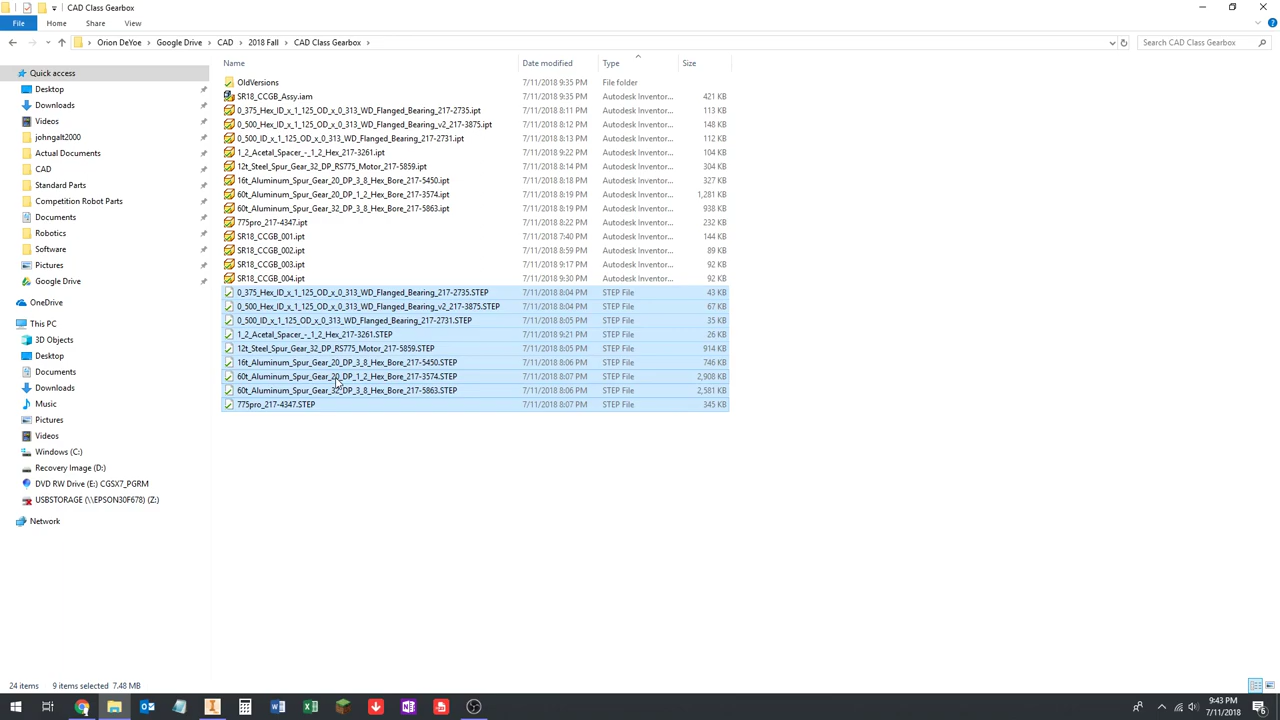 CAD Class Gearbox
File Home Share View
Orion DeYoe > Google Drive > CAD > 2018 Fall > CAD Class Gearbox >
Search CAD Class Gearbox
Name Date modified Type Size
OldVersions 7/11/2018 9:35 PM File folder
SR18_CCGB_Assy.iam 7/11/2018 9:35 PM Autodesk Inventor... 421 KB
0_375_Hex_ID_x_1_125_OD_x_0_313_WD_Flanged_Bearing_217-2735.ipt 7/11/2018 8:11 PM Autodesk Inventor... 113 KB
0_500_Hex_ID_x_1_125_OD_x_0_313_WD_Flanged_Bearing_v2_217-3875.ipt 7/11/2018 8:12 PM Autodesk Inventor... 148 KB
0_500_ID_x_1_125_OD_x_0_313_WD_Flanged_Bearing_217-2731.ipt 7/11/2018 8:13 PM Autodesk Inventor... 112 KB
1_2_Acetal_Spacer_-_1_2_Hex_217-3261.ipt 7/11/2018 9:22 PM Autodesk Inventor... 104 KB
12t_Steel_Spur_Gear_32_DP_RS775_Motor_217-5859.ipt 7/11/2018 8:14 PM Autodesk Inventor... 304 KB
16t_Aluminum_Spur_Gear_20_DP_3_8_Hex_Bore_217-5450.ipt 7/11/2018 8:18 PM Autodesk Inventor... 327 KB
60t_Aluminum_Spur_Gear_20_DP_1_2_Hex_Bore_217-3574.ipt 7/11/2018 8:19 PM Autodesk Inventor... 1,281 KB
60t_Aluminum_Spur_Gear_32_DP_3_8_Hex_Bore_217-5863.ipt 7/11/2018 8:19 PM Autodesk Inventor... 938 KB
775pro_217-4347.ipt 7/11/2018 8:22 PM Autodesk Inventor... 232 KB
SR18_CCGB_001.ipt 7/11/2018 7:40 PM Autodesk Inventor... 144 KB
SR18_CCGB_002.ipt 7/11/2018 8:59 PM Autodesk Inventor... 89 KB
SR18_CCGB_003.ipt 7/11/2018 9:17 PM Autodesk Inventor... 92 KB
SR18_CCGB_004.ipt 7/11/2018 9:30 PM Autodesk Inventor... 92 KB
0_375_Hex_ID_x_1_125_OD_x_0_313_WD_Flanged_Bearing_217-2735.STEP 7/11/2018 8:04 PM STEP File 43 KB
0_500_Hex_ID_x_1_125_OD_x_0_313_WD_Flanged_Bearing_v2_217-3875.STEP 7/11/2018 8:04 PM STEP File 67 KB
0_500_ID_x_1_125_OD_x_0_313_WD_Flanged_Bearing_217-2731.STEP 7/11/2018 8:05 PM STEP File 35 KB
1_2_Acetal_Spacer_-_1_2_Hex_217-3261.STEP 7/11/2018 9:21 PM STEP File 26 KB
12t_Steel_Spur_Gear_32_DP_RS775_Motor_217-5859.STEP 7/11/2018 8:05 PM STEP File 914 KB
16t_Aluminum_Spur_Gear_20_DP_3_8_Hex_Bore_217-5450.STEP 7/11/2018 8:06 PM STEP File 746 KB
60t_Aluminum_Spur_Gear_20_DP_1_2_Hex_Bore_217-3574.STEP 7/11/2018 8:07 PM STEP File 2,908 KB
60t_Aluminum_Spur_Gear_32_DP_3_8_Hex_Bore_217-5863.STEP 7/11/2018 8:06 PM STEP File 2,581 KB
775pro_217-4347.STEP 7/11/2018 8:07 PM STEP File 345 KB
Quick access
Desktop
Downloads
Videos
johngalt2000
Actual Documents
CAD
Standard Parts
Competition Robot Parts
Documents
Robotics
Software
Pictures
Google Drive
OneDrive
This PC
3D Objects
Desktop
Documents
Downloads
Music
Pictures
Videos
Windows (C:)
Recovery Image (D:)
DVD RW Drive (E:) CGSX7_PGRM
USBSTORAGE (\\EPSON30F678) (Z:)
Network
24 items 9 items selected 7.48 MB
9:43 PM
7/11/2018
6